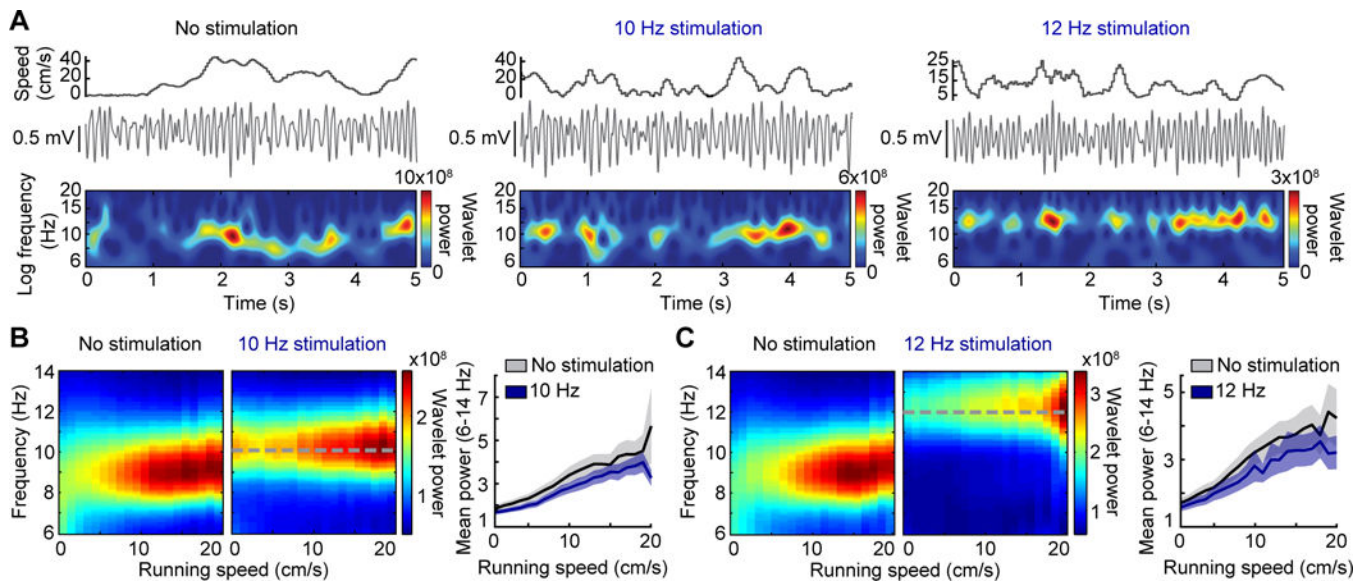 A
No stimulation
10 Hz stimulation
12 Hz stimulation
Speed
(cm/s)
40
20
0
40
20
0
25
15
5
0.5 mV
0.5 mV
0.5 mV
10x10⁸
6x10⁸
3x10⁸
Log frequency
(Hz)
20
15
10
6
20
15
10
6
20
15
10
6
Wavelet
power
0
Wavelet
power
0
Wavelet
power
0
0 1 2 3 4 5
0 1 2 3 4 5
0 1 2 3 4 5
Time (s)
Time (s)
Time (s)
B
No stimulation
10 Hz stimulation
x10⁸
Frequency (Hz)
14
12
10
8
6
2
1
Wavelet power
0 10 20
0 10 20
Running speed (cm/s)
No stimulation
10 Hz
Mean power (6-14 Hz)
7
5
3
1
0 10 20
Running speed (cm/s)
C
No stimulation
12 Hz stimulation
x10⁸
Frequency (Hz)
14
12
10
8
6
3
2
1
Wavelet power
0 10 20
0 10 20
Running speed (cm/s)
No stimulation
12 Hz
Mean power (6-14 Hz)
5
3
1
0 10 20
Running speed (cm/s)